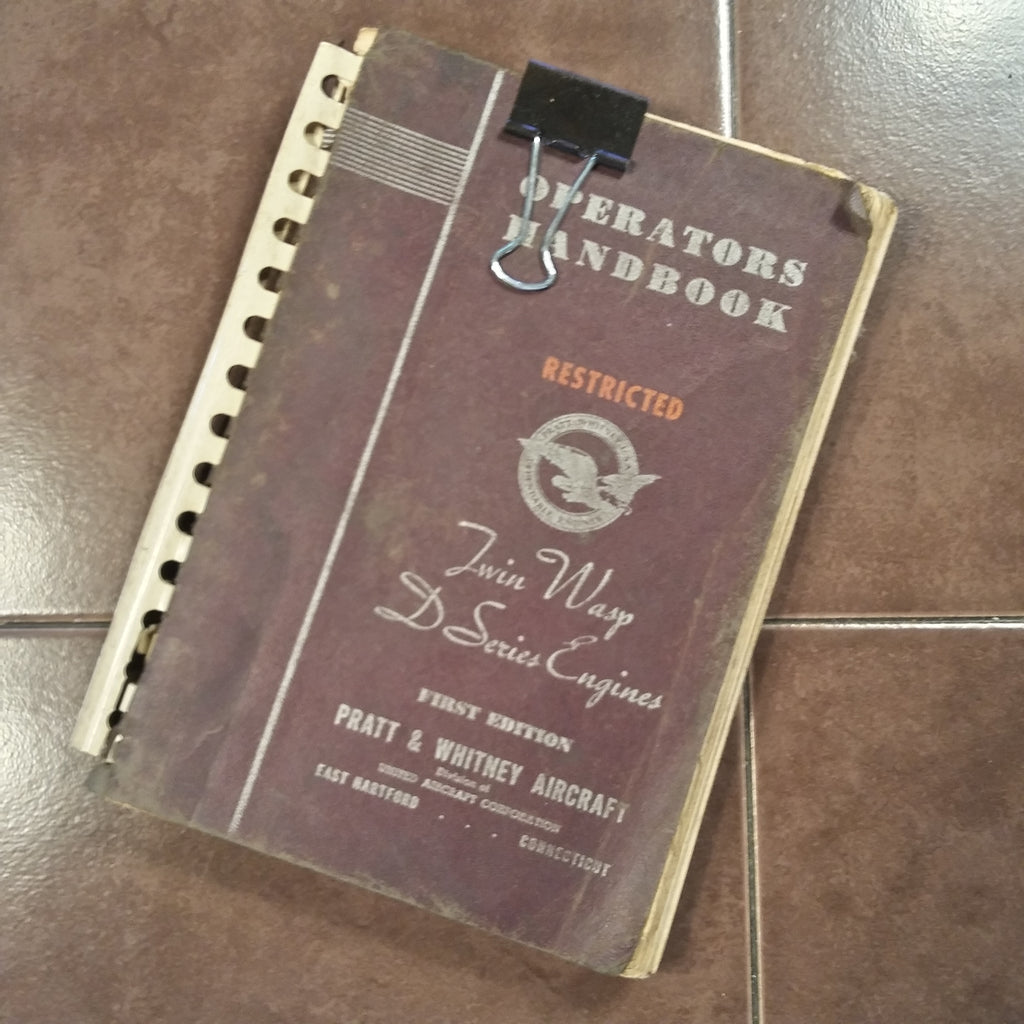 OPERATORS
HANDBOOK
RESTRICTED
Twin Wasp
D Series Engines
FIRST EDITION
PRATT & WHITNEY AIRCRAFT
Division of
UNITED AIRCRAFT CORPORATION
EAST HARTFORD . . . . CONNECTICUT